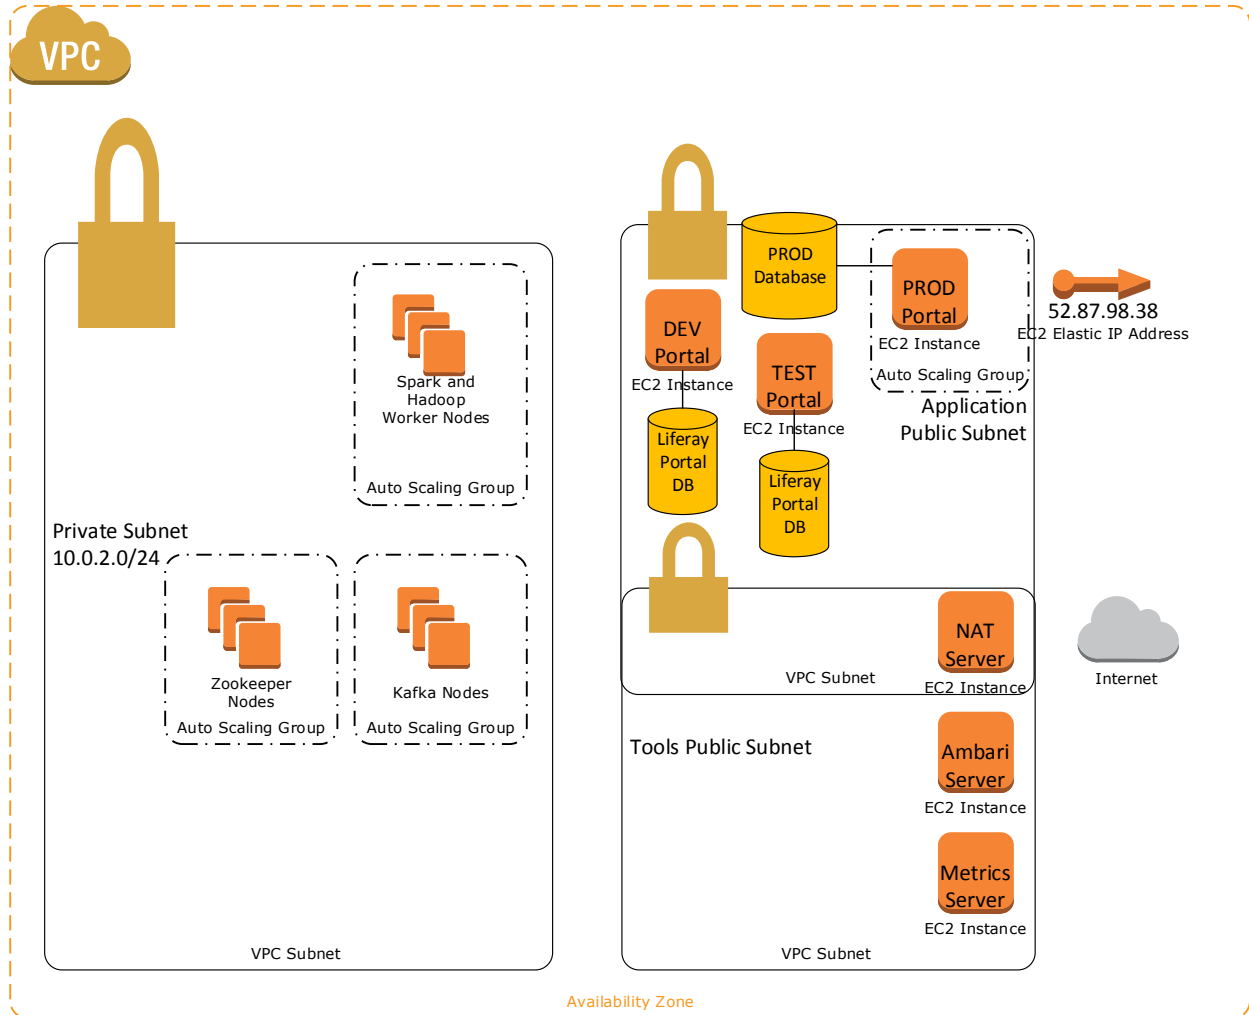 VPC
Spark and
Hadoop
Worker Nodes
Auto Scaling Group
Private Subnet
10.0.2.0/24
Zookeeper
Nodes
Auto Scaling Group
Kafka Nodes
Auto Scaling Group
VPC Subnet
PROD
Database
PROD
Portal
EC2 Instance
Auto Scaling Group
52.87.98.38
EC2 Elastic IP Address
DEV
Portal
EC2 Instance
TEST
Portal
EC2 Instance
Application
Public Subnet
Liferay
Portal
DB
Liferay
Portal
DB
NAT
Server
EC2 Instance
VPC Subnet
Internet
Tools Public Subnet
Ambari
Server
EC2 Instance
Metrics
Server
EC2 Instance
VPC Subnet
Availability Zone